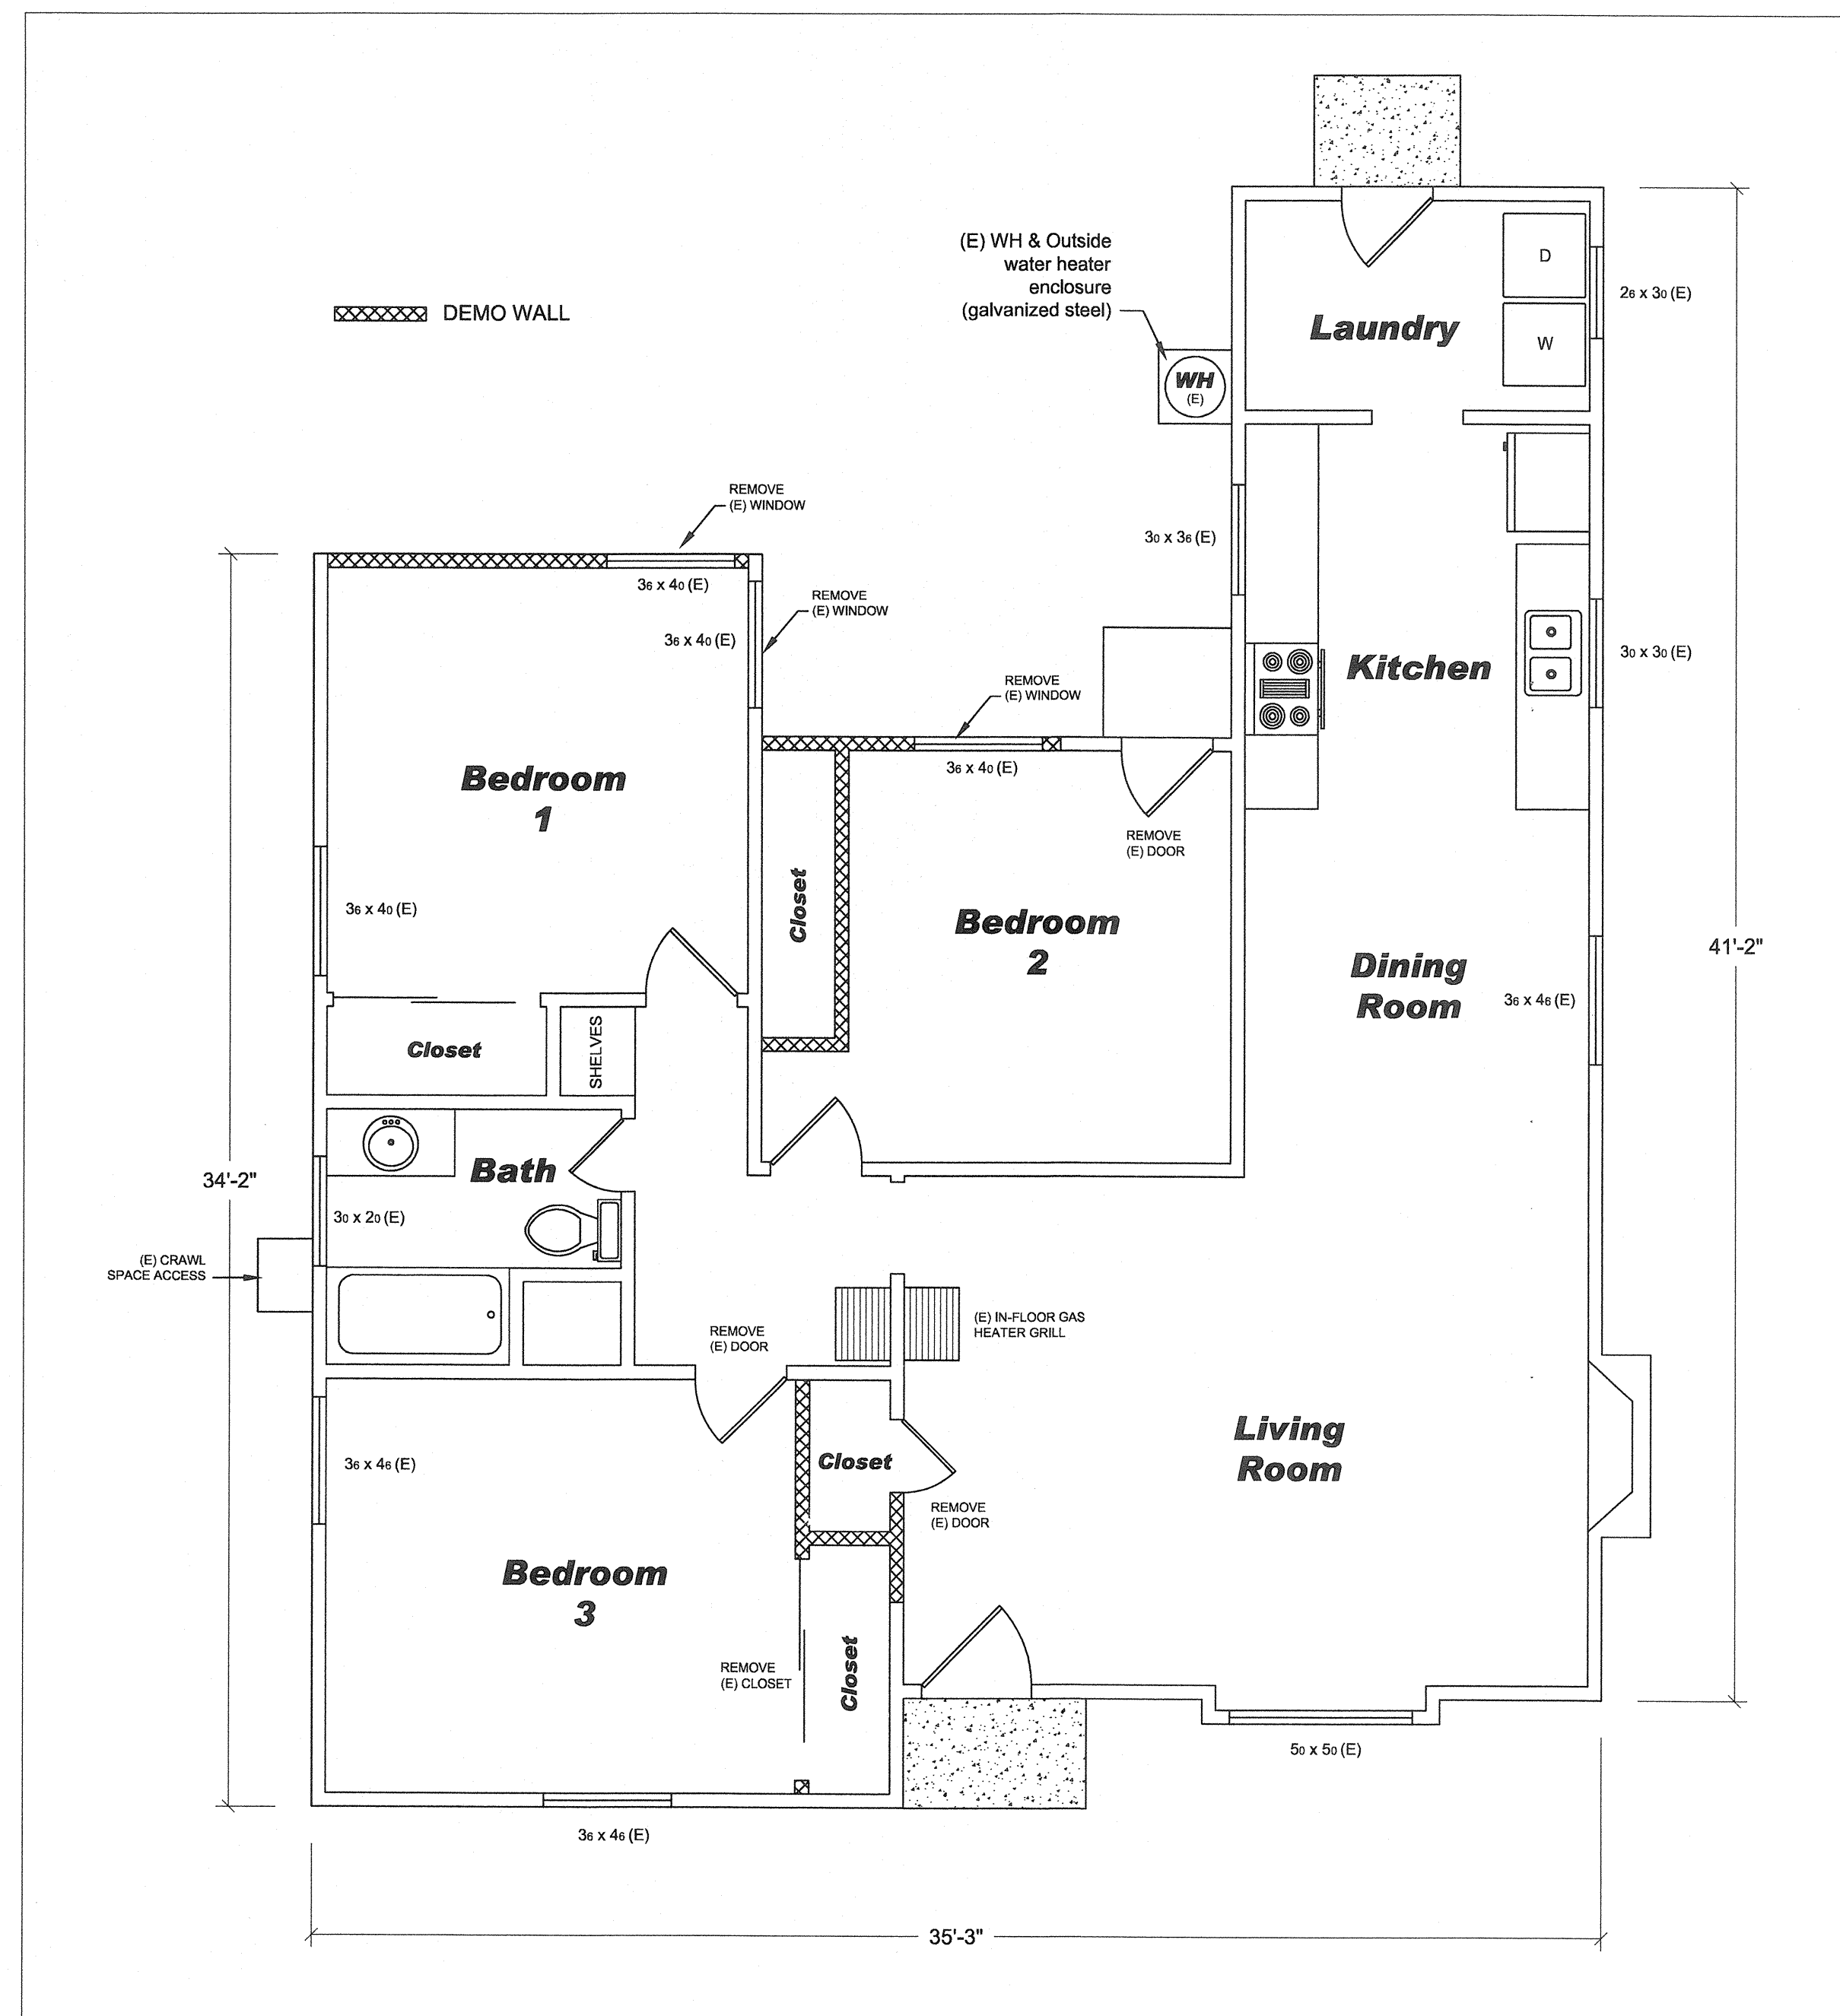 (E) WH & Outside
water heater
enclosure
(galvanized steel)
D
26 x 30 (E)
DEMO WALL
Laundry
W
WH
(E)
REMOVE
(E) WINDOW
30 x 36 (E)
36 x 40 (E)
REMOVE
(E) WINDOW
36 x 40 (E)
30 x 30 (E)
Kitchen
REMOVE
(E) WINDOW
36 x 40 (E)
Bedroom
1
REMOVE
(E) DOOR
Closet
36 x 40 (E)
Bedroom
2
41'-2"
Dining
Room
36 x 46 (E)
Closet
SHELVES
Bath
34'-2"
30 x 20 (E)
(E) CRAWL
SPACE ACCESS
REMOVE
(E) DOOR
(E) IN-FLOOR GAS
HEATER GRILL
Living
Room
36 x 46 (E)
Closet
REMOVE
(E) DOOR
Bedroom
3
REMOVE
(E) CLOSET
Closet
50 x 50 (E)
36 x 46 (E)
35'-3"